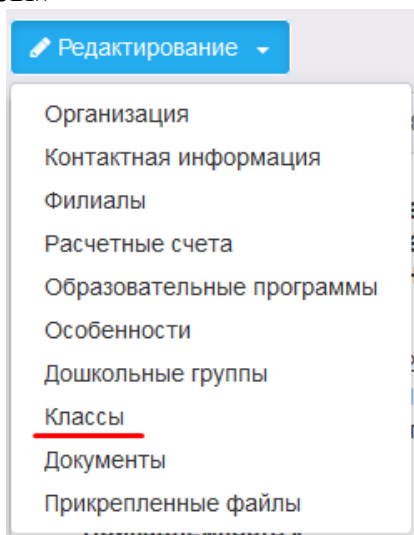 Редактирование
Организация
Контактная информация
Филиалы
Расчетные счета
Образовательные программы
Особенности
Дошкольные группы
Классы
Документы
Прикрепленные файлы